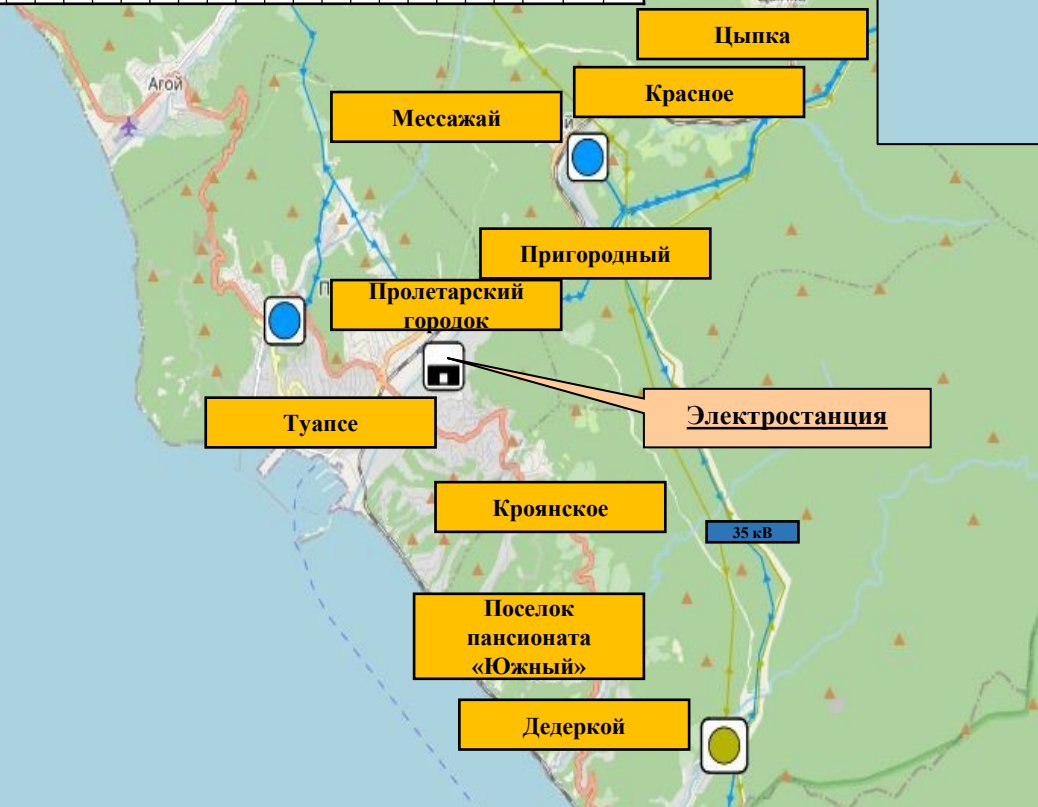 Цыпка
Красное
Агой
Мессажай
й
Пригородный
П
Пролетарский
городок
Электростанция
Туапсе
Кроянское
35 кВ
Поселок
пансионата
«Южный»
Дедеркой